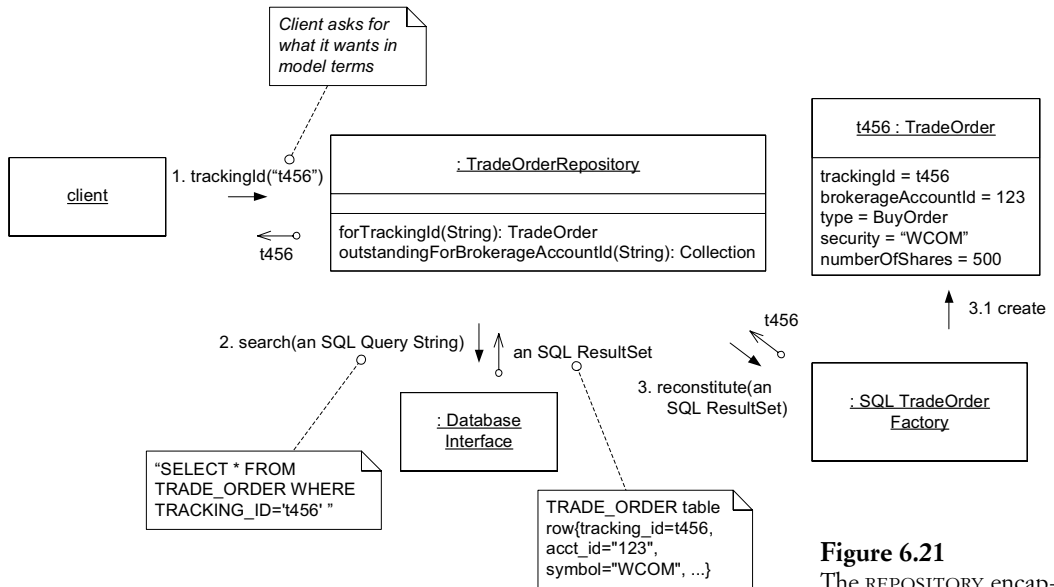 Client asks for
what it wants in
model terms
client
1. trackingId(“t456”)
t456
: TradeOrderRepository
forTrackingId(String): TradeOrder
outstandingForBrokerageAccountId(String): Collection
t456 : TradeOrder
trackingId = t456
brokerageAccountId = 123
type = BuyOrder
security = “WCOM”
numberOfShares = 500
3.1 create
t456
2. search(an SQL Query String)
an SQL ResultSet
3. reconstitute(an
SQL ResultSet)
: Database
Interface
: SQL TradeOrder
Factory
“SELECT * FROM
TRADE_ORDER WHERE
TRACKING_ID='t456' ”
TRADE_ORDER table
row{tracking_id=t456,
acct_id="123",
symbol="WCOM", ...}
Figure 6.21
The REPOSITORY encap-